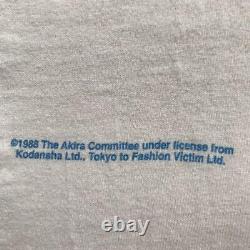 ©1988 The Akira Committee under license from
Kodansha Ltd., Tokyo to Fashion Victim Ltd.